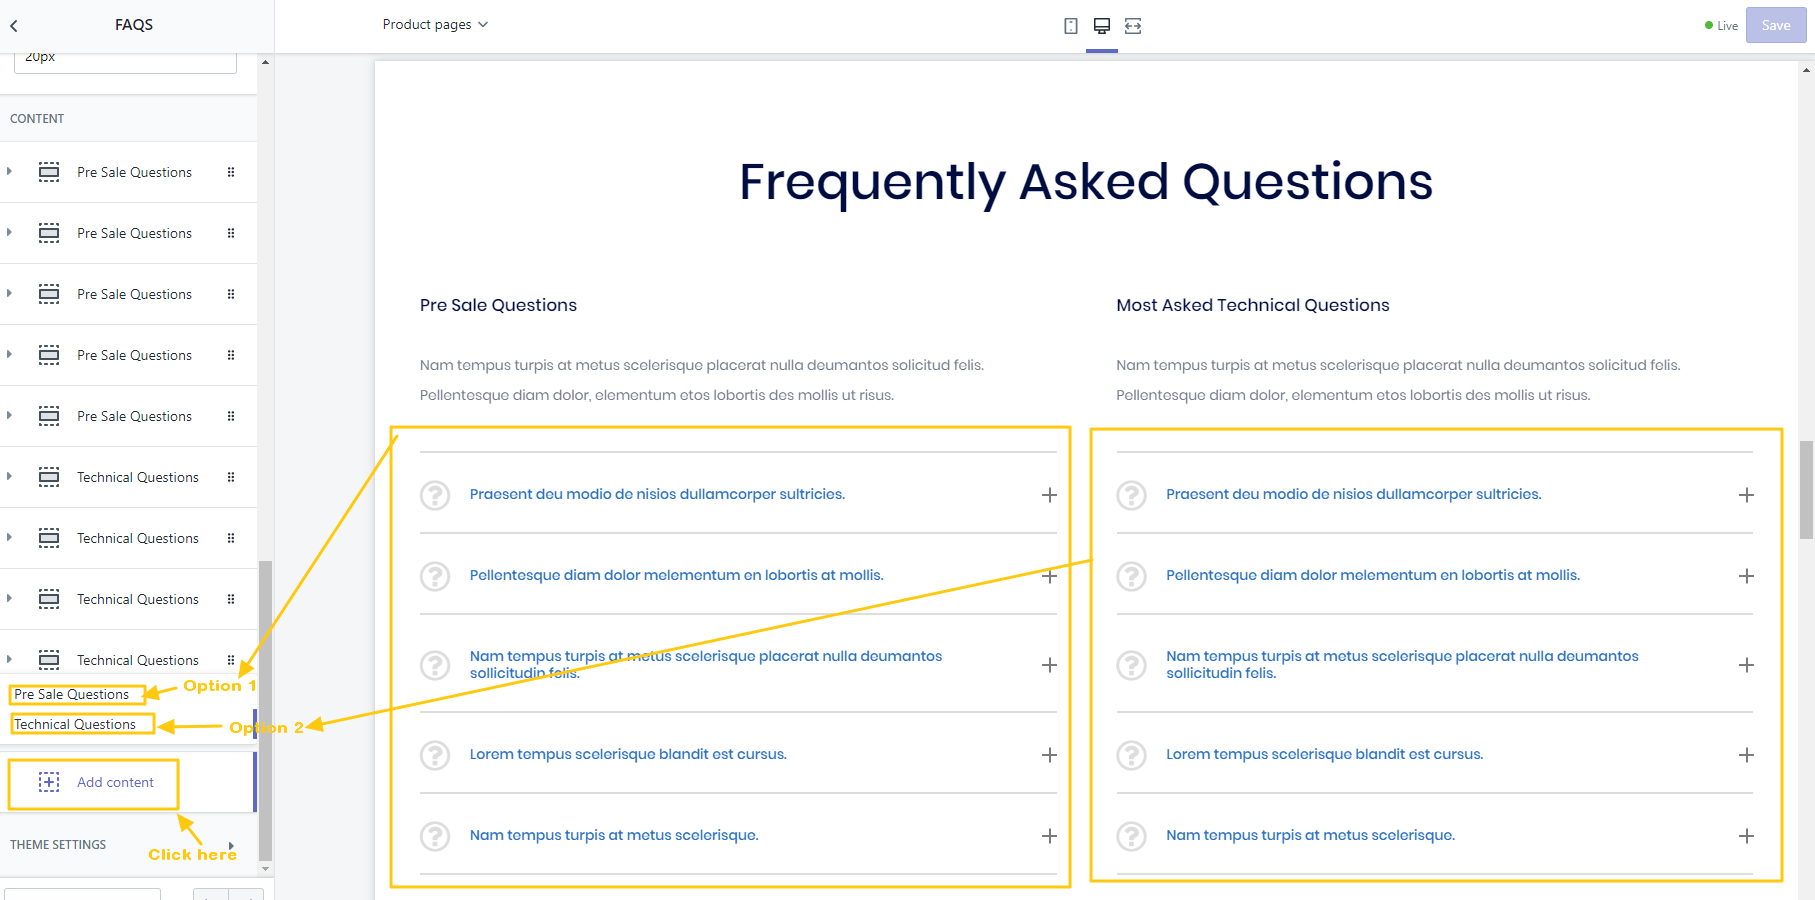 FAQS
Product pages
Live
Save
20px
CONTENT
Pre Sale Questions
Pre Sale Questions
Pre Sale Questions
Pre Sale Questions
Pre Sale Questions
Technical Questions
Technical Questions
Technical Questions
Technical Questions
Pre Sale Questions
Option 1
Technical Questions
Option 2
Add content
THEME SETTINGS
Click here
Frequently Asked Questions
Pre Sale Questions
Nam tempus turpis at metus scelerisque placerat nulla deumantos solicitud felis.
Pellentesque diam dolor, elementum etos lobortis des mollis ut risus.
Praesent deu modio de nisios dullamcorper sultricies.
Pellentesque diam dolor melementum en lobortis at mollis.
Nam tempus turpis at metus scelerisque placerat nulla deumantos
sollicitudin felis.
Lorem tempus scelerisque blandit est cursus.
Nam tempus turpis at metus scelerisque.
Most Asked Technical Questions
Nam tempus turpis at metus scelerisque placerat nulla deumantos solicitud felis.
Pellentesque diam dolor, elementum etos lobortis des mollis ut risus.
Praesent deu modio de nisios dullamcorper sultricies.
Pellentesque diam dolor melementum en lobortis at mollis.
Nam tempus turpis at metus scelerisque placerat nulla deumantos
sollicitudin felis.
Lorem tempus scelerisque blandit est cursus.
Nam tempus turpis at metus scelerisque.